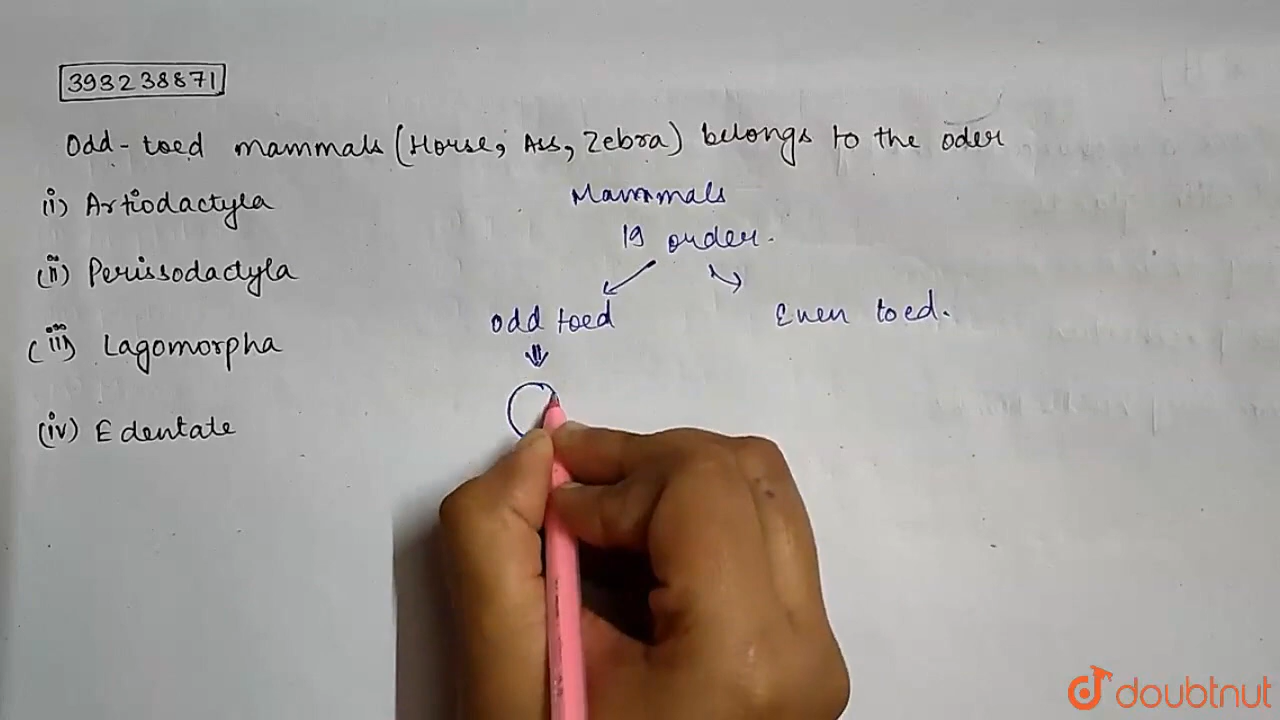 393238871
Odd-toed mammals (Horse, Ass, Zebra) belongs to the oder
(i) Artiodactyla
(ii) Perissodactyla
(iii) Lagomorpha
(iv) Edentate
Mammals
19 order.
Odd toed
Even toed.
doubtnut